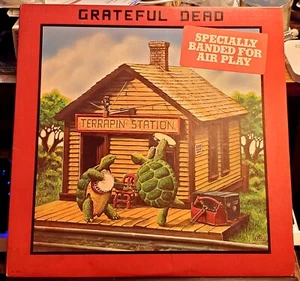 GRATEFUL DEAD
SPECIALLY
BANDED FOR
AIR PLAY
TERRAPIN STATION